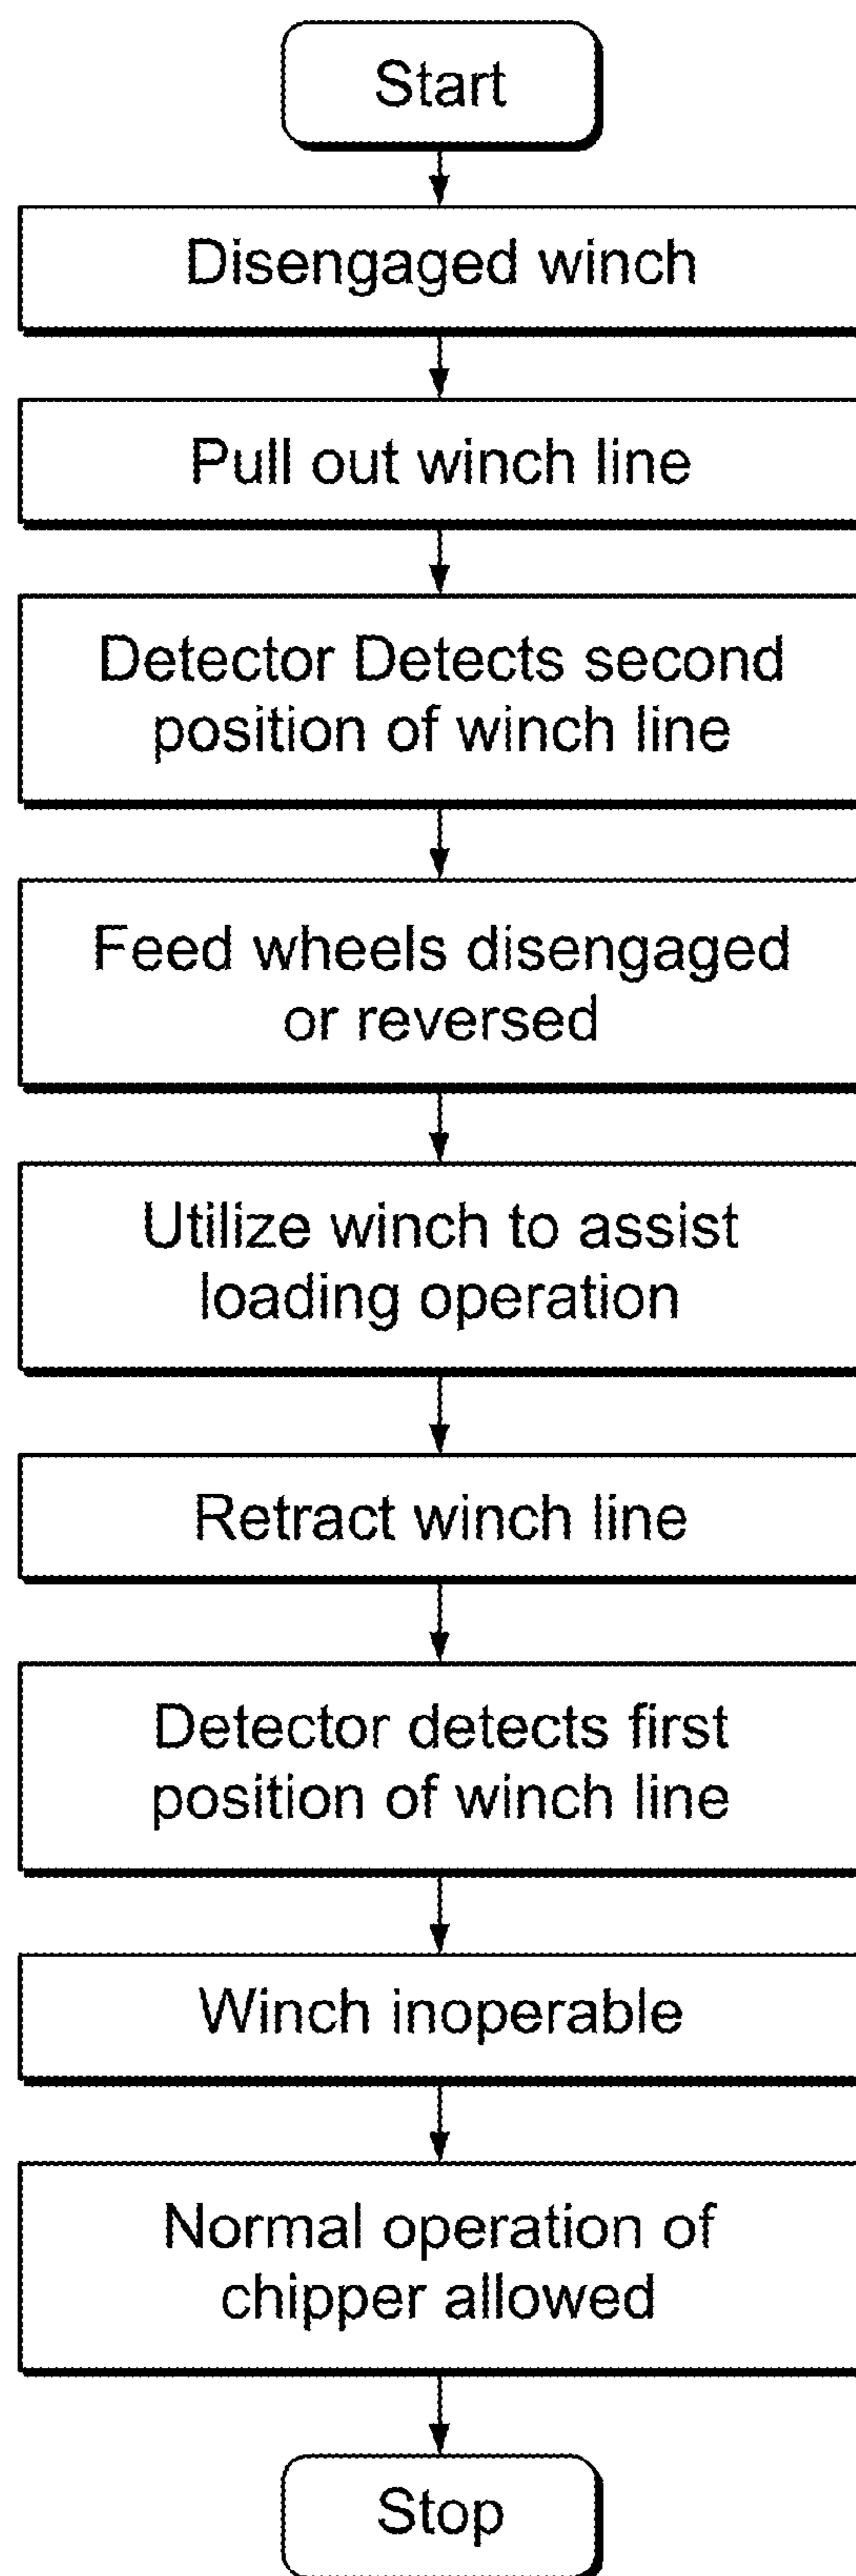 Start
Disengaged winch
Pull out winch line
Detector Detects second
position of winch line
Feed wheels disengaged
or reversed
Utilize winch to assist
loading operation
Retract winch line
Detector detects first
position of winch line
Winch inoperable
Normal operation of
chipper allowed
Stop